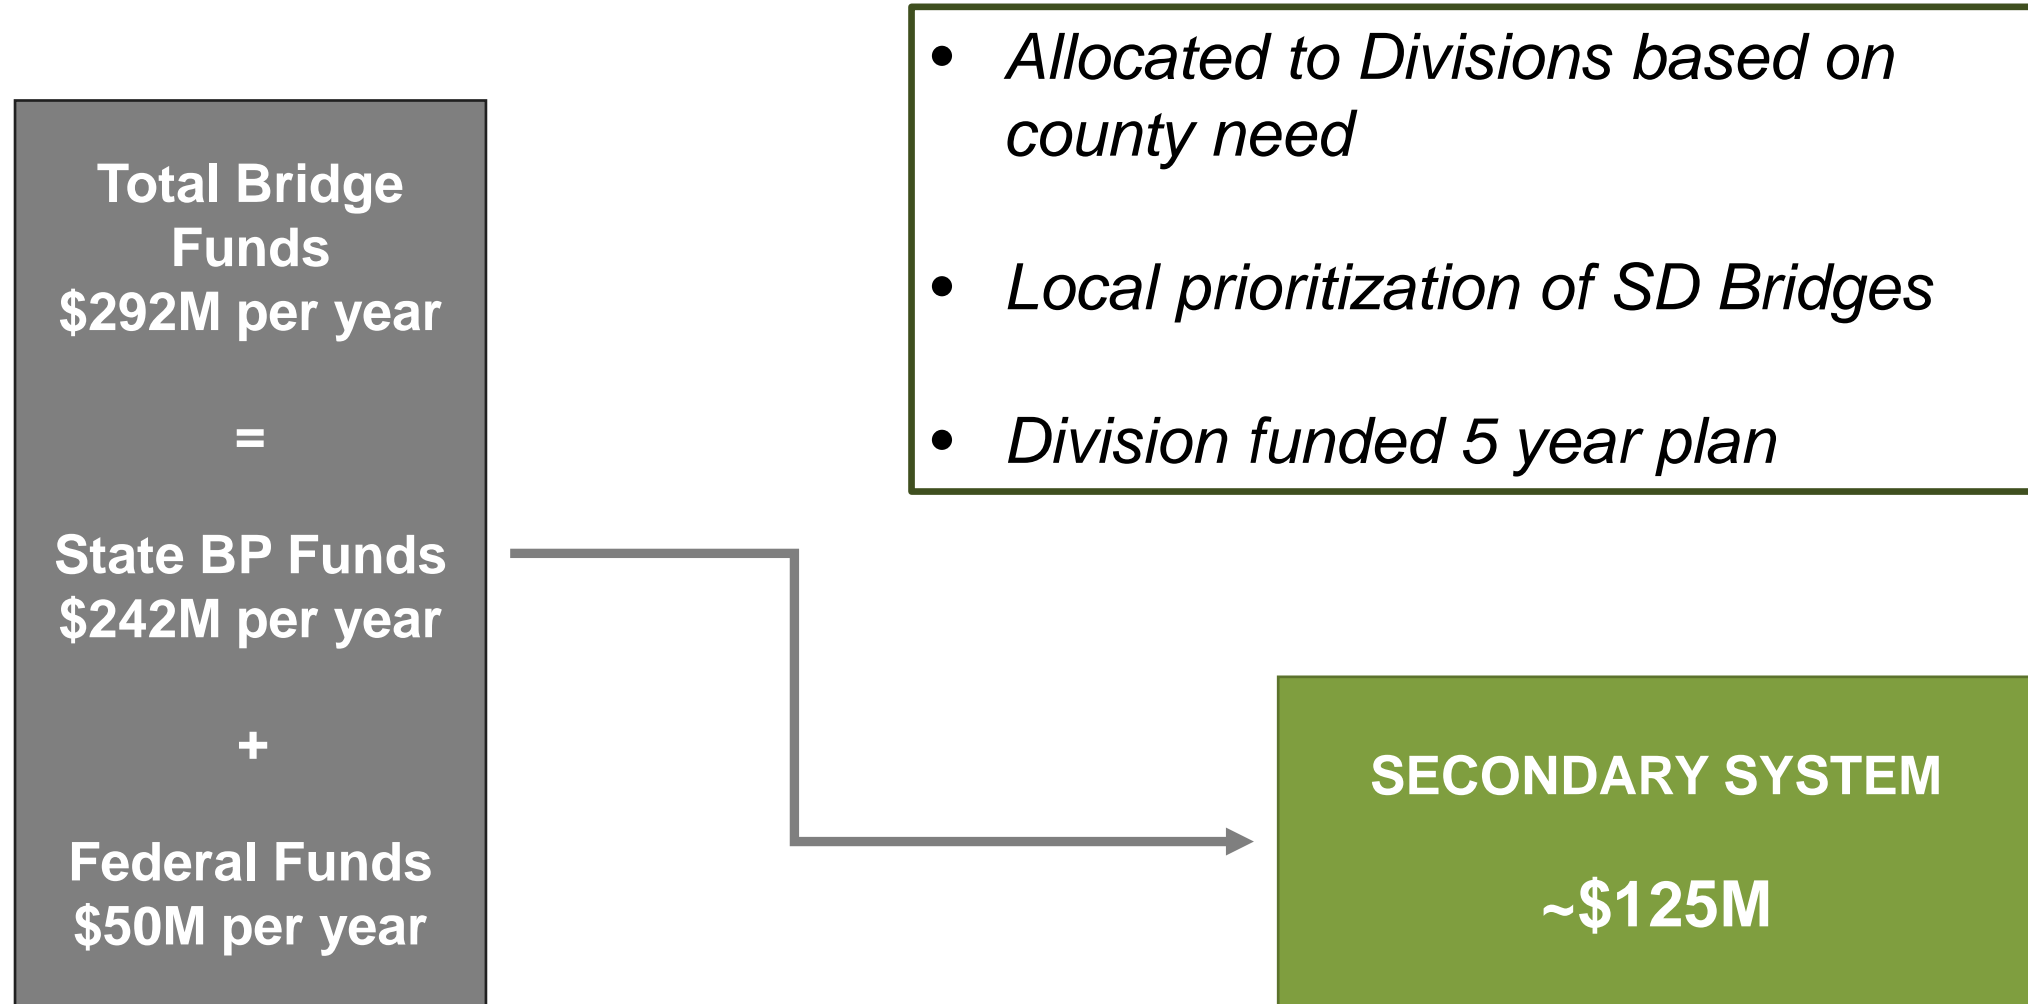 Total Bridge
Funds
$292M per year
=
State BP Funds
$242M per year
+
Federal Funds
$50M per year
• Allocated to Divisions based on
county need
• Local prioritization of SD Bridges
• Division funded 5 year plan
SECONDARY SYSTEM
~$125M